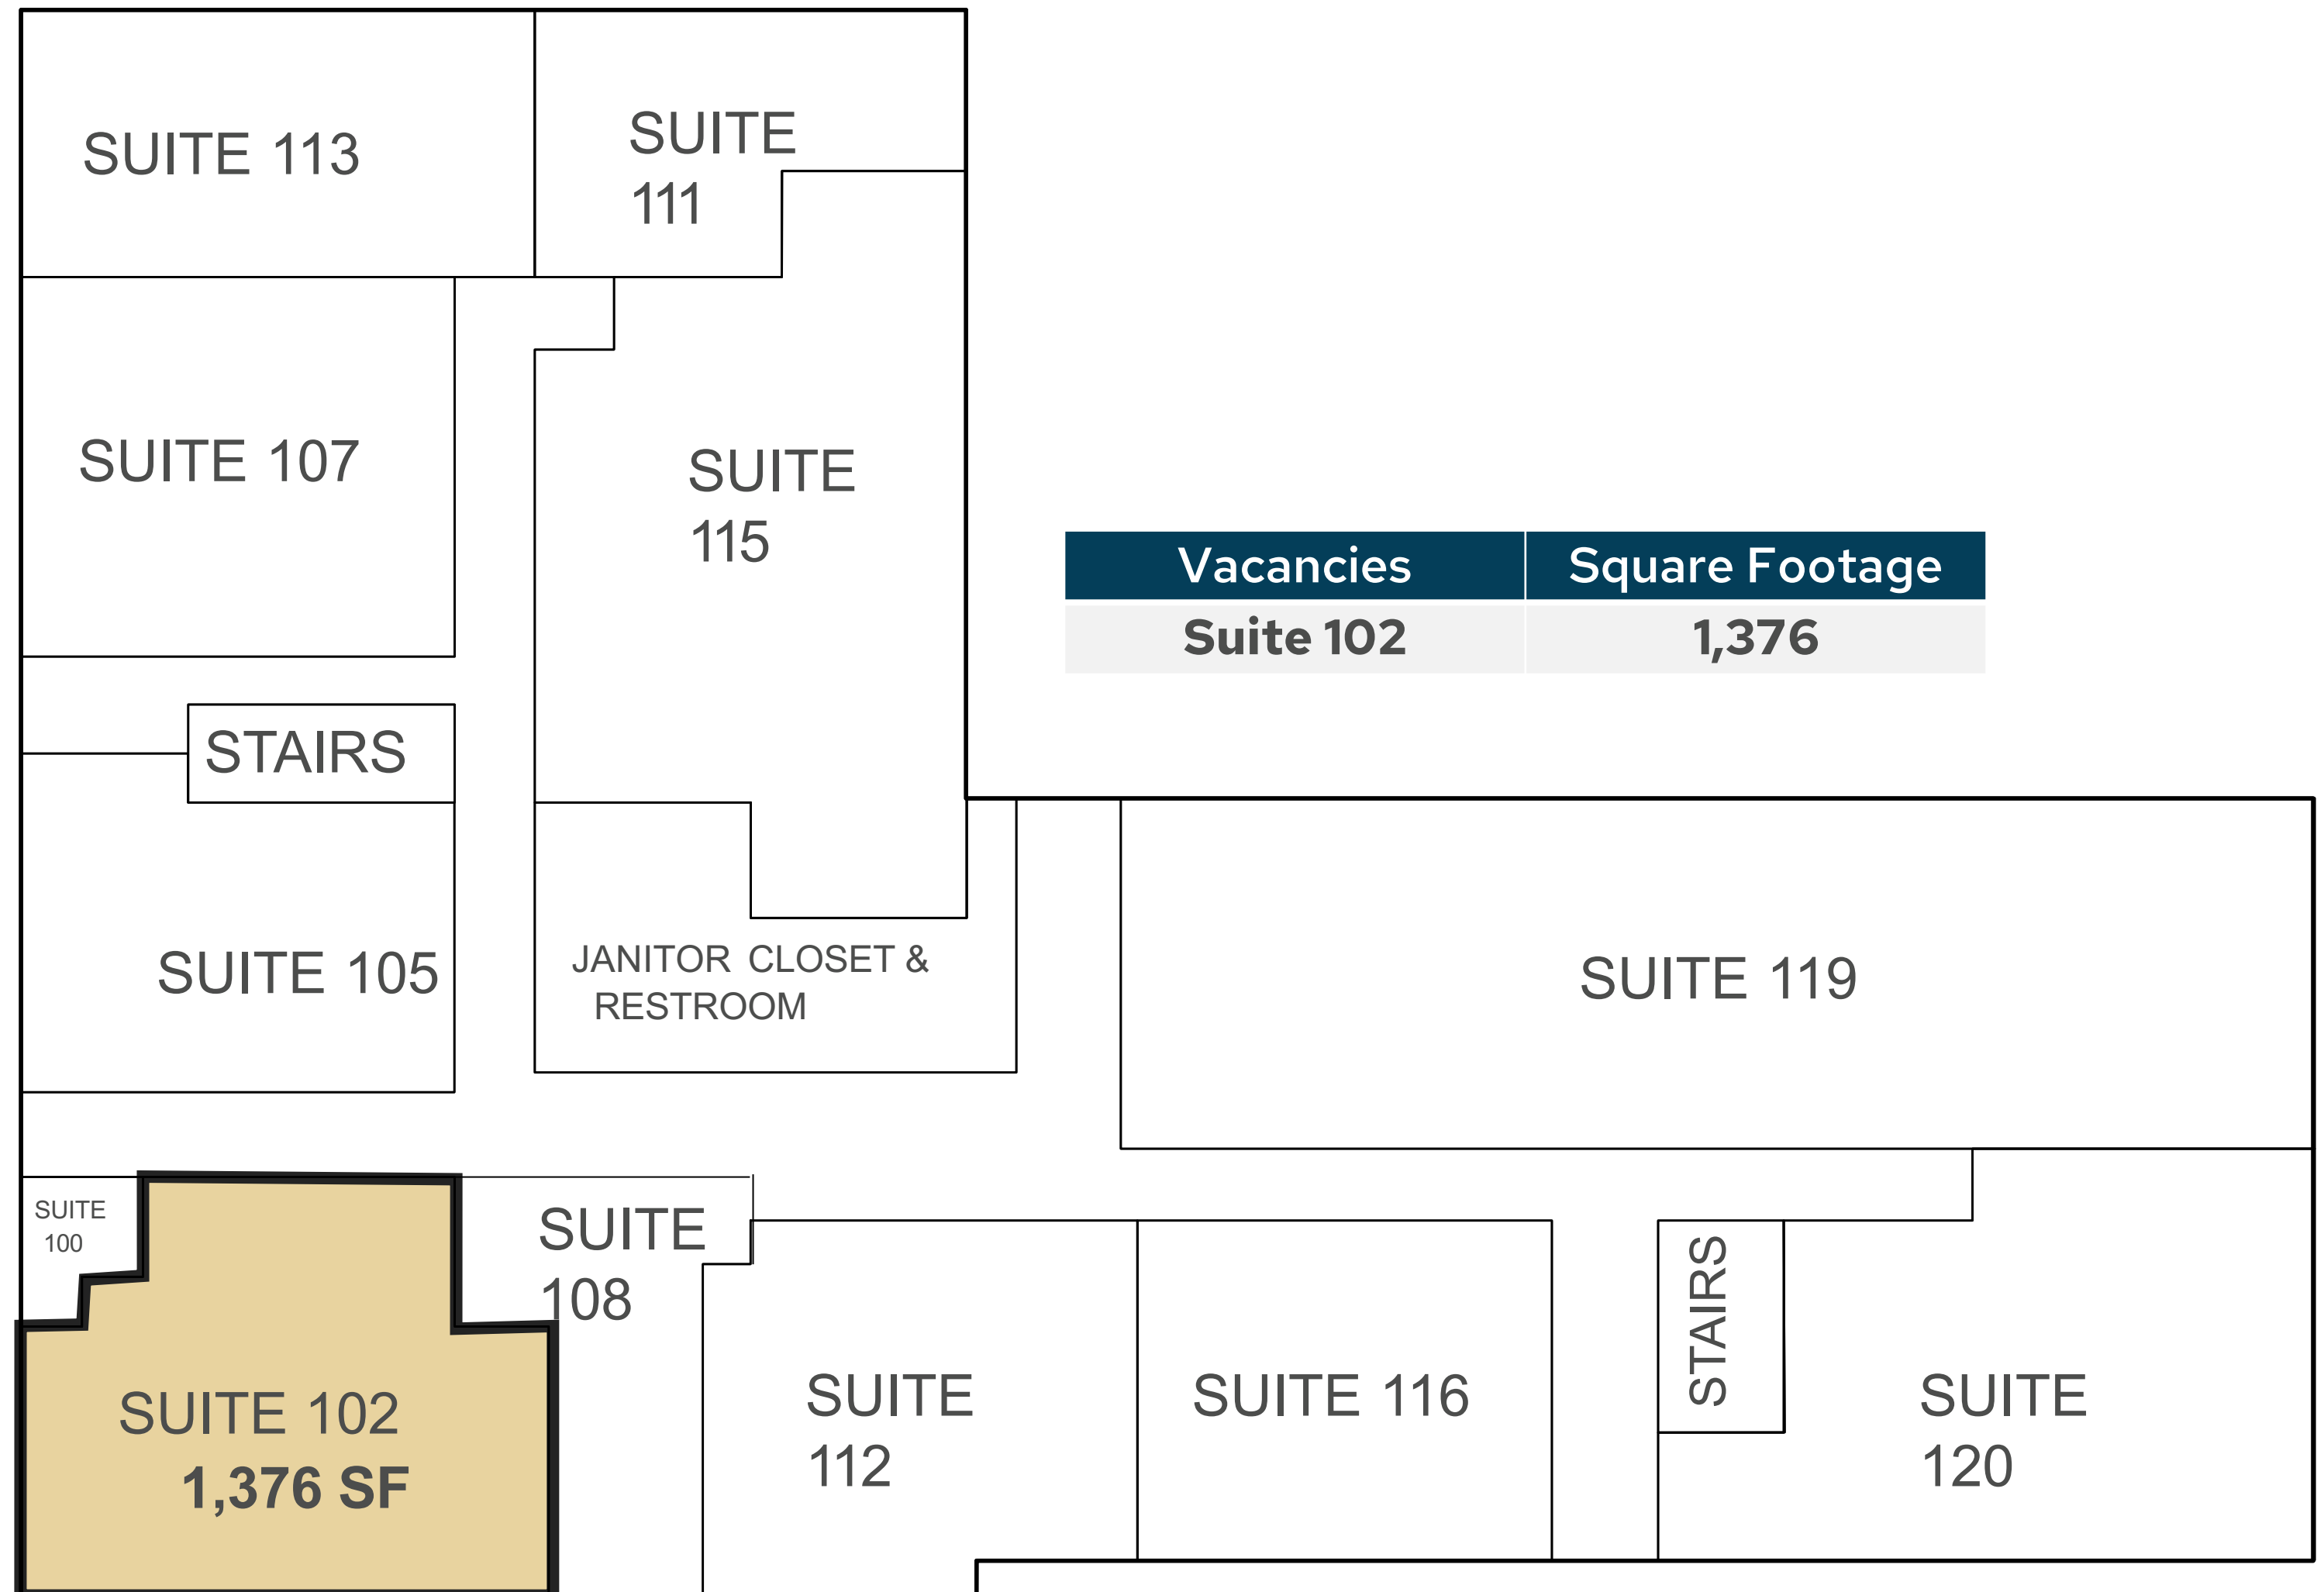 SUITE 113
SUITE
111
SUITE 107
SUITE
115
Vacancies Square Footage
Suite 102 1,376
STAIRS
SUITE 105
JANITOR CLOSET &
RESTROOM
SUITE 119
SUITE
100
SUITE
108
STAIRS
SUITE 102
1,376 SF
SUITE
112
SUITE 116
SUITE
120